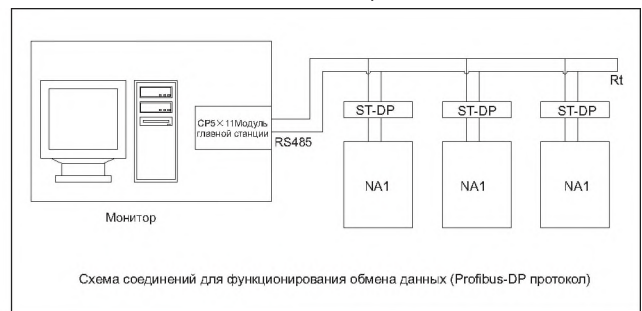 Rt
CP5×11Модуль
главной станции
RS485
ST-DP
ST-DP
ST-DP
NA1
NA1
NA1
Монитор
Схема соединений для функционирования обмена данных (Profibus-DP протокол)